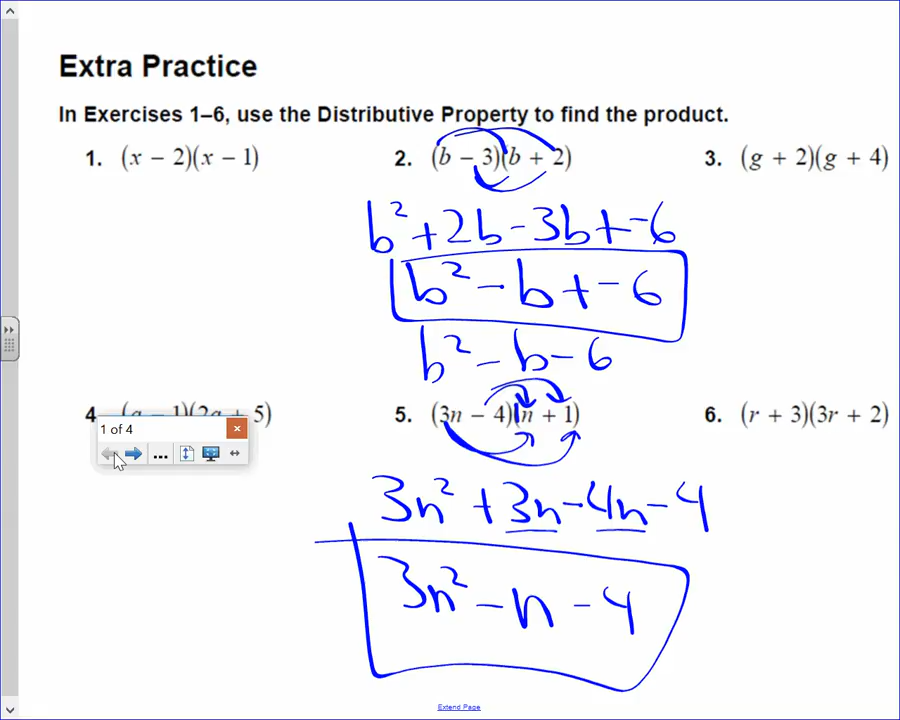 Extra Practice
In Exercises 1–6, use the Distributive Property to find the product.
1. (x − 2)(x − 1)
2. (b − 3)(b + 2)
3. (g + 2)(g + 4)
b² + 2b - 3b + -6
b² - b + -6
b² - b - 6
4 5)
5. (3n − 4)(n + 1)
6. (r + 3)(3r + 2)
1 of 4
...
3n² + 3n - 4n - 4
3n² - n - 4
Extend Page